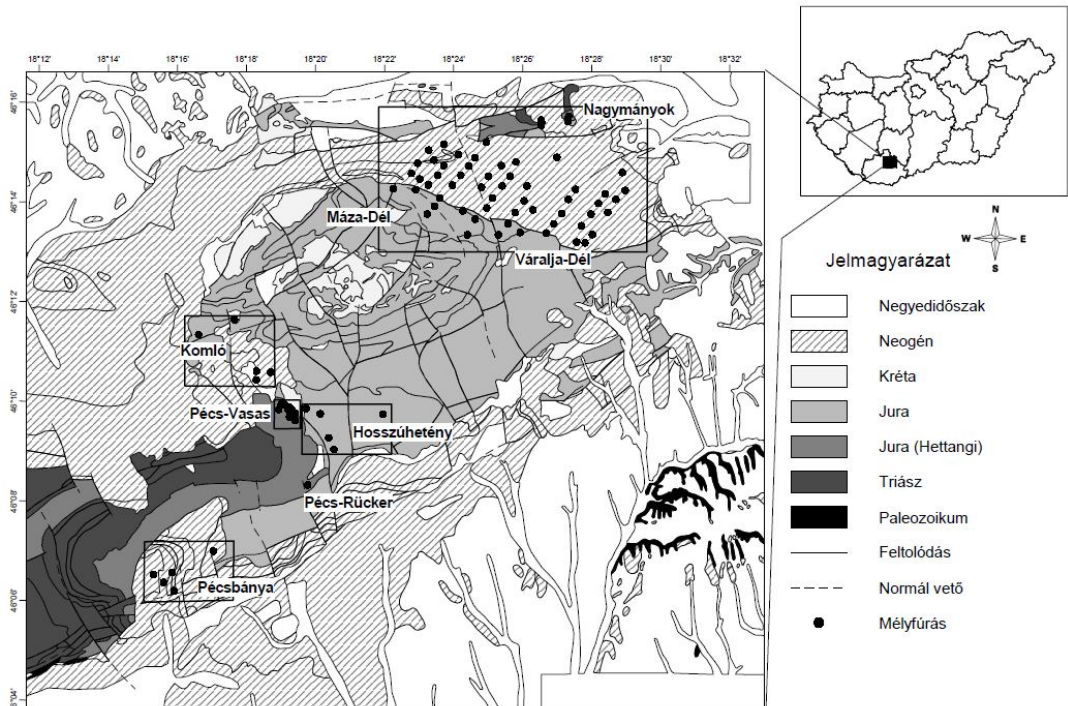 18°12' 18°14' 18°16' 18°18' 18°20' 18°22' 18°24' 18°26' 18°28' 18°30' 18°32'
46°16'
Nagymányok
46°14'
Máza-Dél
Váralja-Dél
46°12'
Komló
46°10'
Pécs-Vasas
Hosszúhetény
Pécs-Rücker
46°08'
Pécsbánya
46°06'
46°04'
N
W E
S
Jelmagyarázat
Negyedidőszak
Neogén
Kréta
Jura
Jura (Hettangi)
Triász
Paleozoikum
Feltolódás
Normál vető
Mélyfúrás